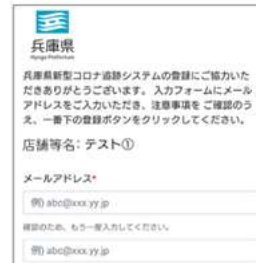 兵庫県
Hyogo Prefecture
兵庫県新型コロナ追跡システムの登録にご協力いた
だきありがとうございます。 入力フォームにメール
アドレスをご入力いただき、注意事項を ご確認のう
え、一番下の登録ボタンをクリックしてください。
店舗等名: テスト①
メールアドレス*
例) abc@xxx.yy.jp
確認のため、もう一度入力してください。
例) abc@xxx.yy.jp